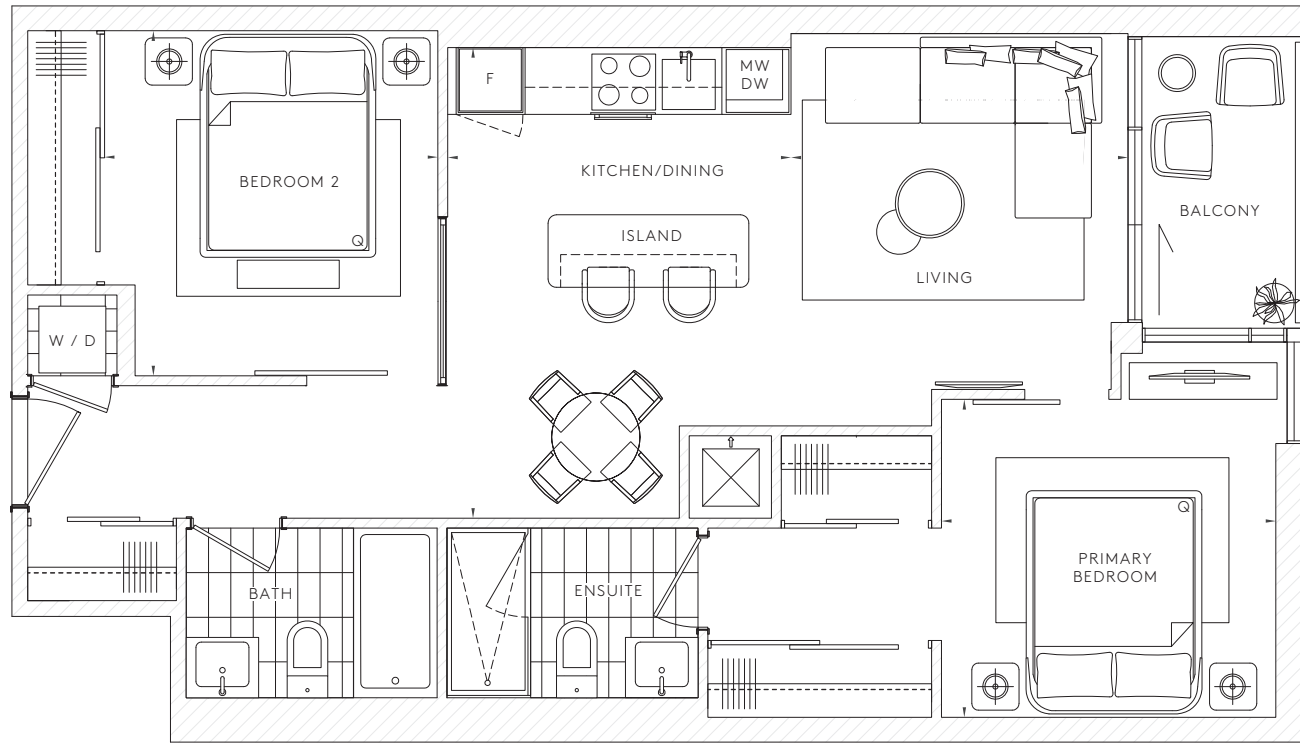 F
MW
DW
KITCHEN/DINING
BEDROOM 2
Q
ISLAND
BALCONY
LIVING
W / D
BATH
ENSUITE
Q
PRIMARY
BEDROOM